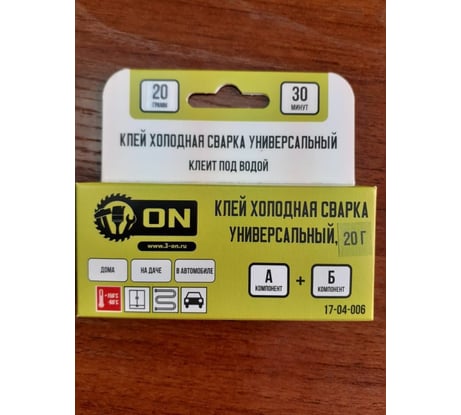 20
ГРАММ
30
МИНУТ
КЛЕЙ ХОЛОДНАЯ СВАРКА УНИВЕРСАЛЬНЫЙ
КЛЕИТ ПОД ВОДОЙ
ON
www.3-on.ru
КЛЕЙ ХОЛОДНАЯ СВАРКА
УНИВЕРСАЛЬНЫЙ, 20 Г
ДОМА
НА ДАЧЕ
В АВТОМОБИЛЕ
А
КОМПОНЕНТ
+
Б
КОМПОНЕНТ
17-04-006